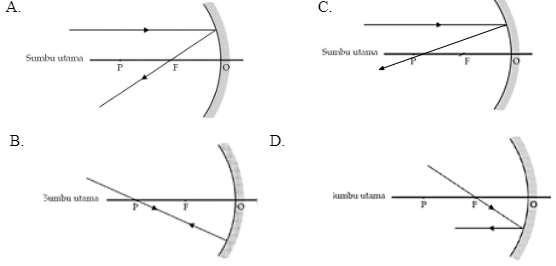 A.
Sumbu utama P F O
C.
Sumbu utama P F O
B.
Sumbu utama P F O
D.
sumbu utama P F O